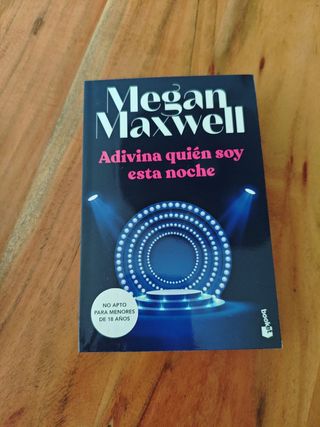 Megan
Maxwell
Adivina quién soy
esta noche
NO APTO
PARA MENORES
DE 18 AÑOS
Booket